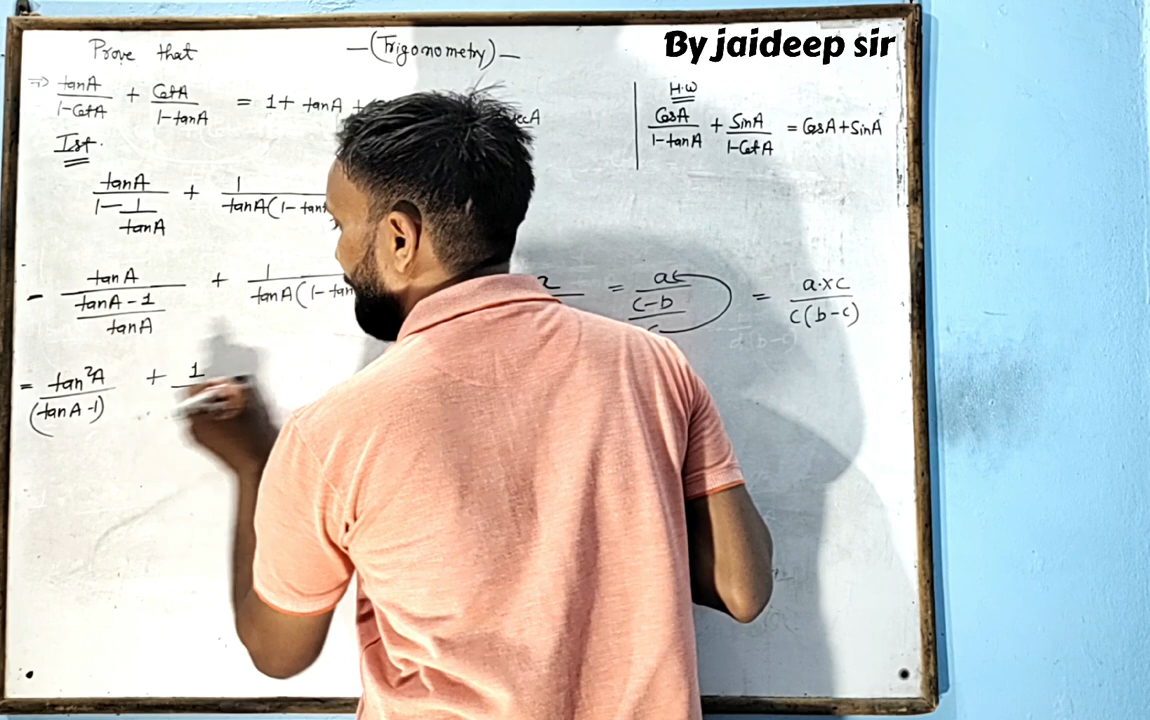 By jaideep sir
Prove that
—(Trigonometry)—
⇒ tanA/(1-CotA) + CotA/(1-tanA) = 1+ tanA +
Ist.
tanA/(1-1/tanA) + 1/(tanA(1-tan
- tanA/((tanA-1)/tanA) + 1/(tanA(1-tan
= tan²A/(tanA-1) + 1
H.W
CosA/(1-tanA) + SinA/(1-CotA) = CosA+SinA
= a·xc/(c(b-c))